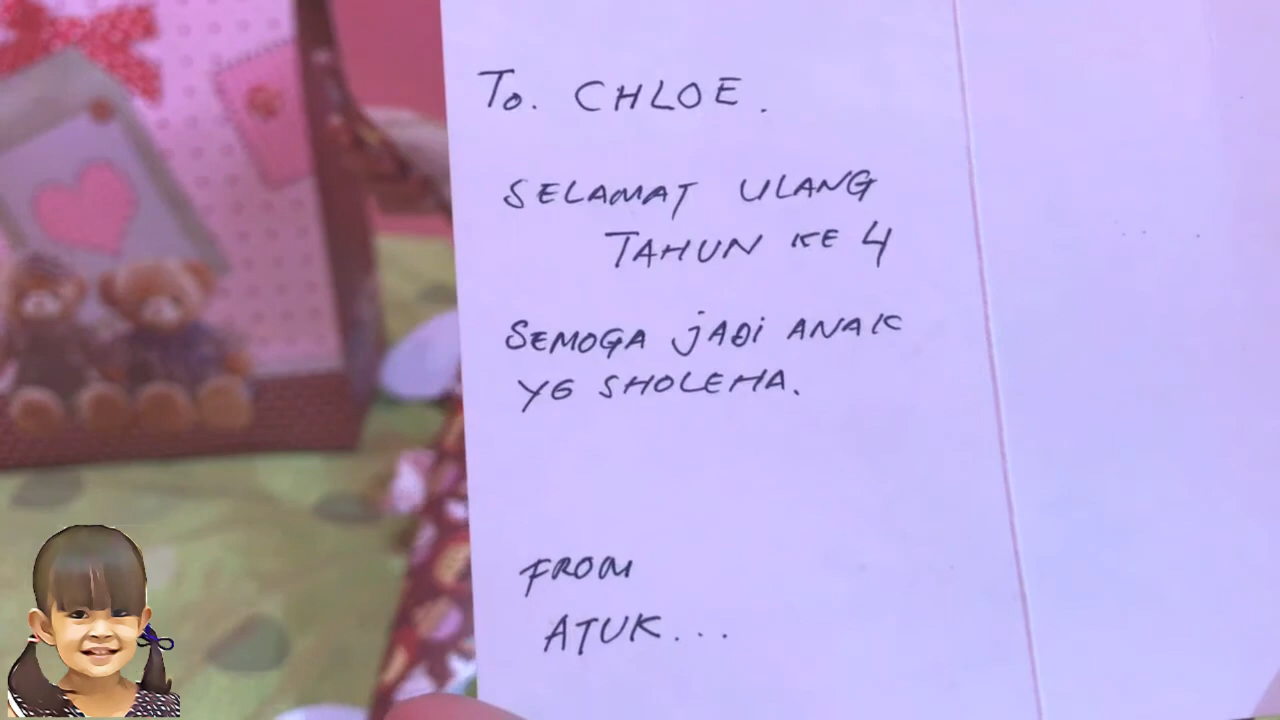 To. CHLOE.
SELAMAT ULANG
TAHUN KE 4
SEMOGA JADI ANAK
YG SHOLEHA.
FROM
ATUK...